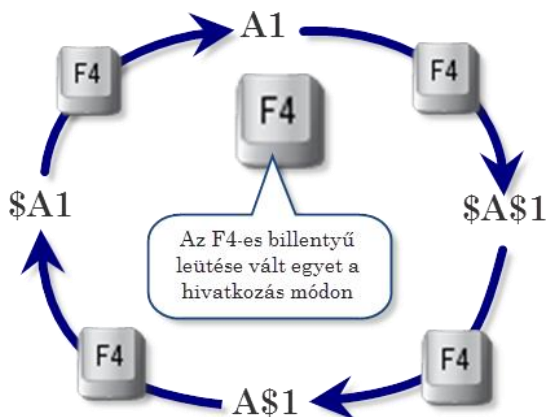 A1
F4
F4
F4
$A1
$A$1
Az F4-es billentyű
leütése vált egyet a
hivatkozás módon
F4
F4
A$1